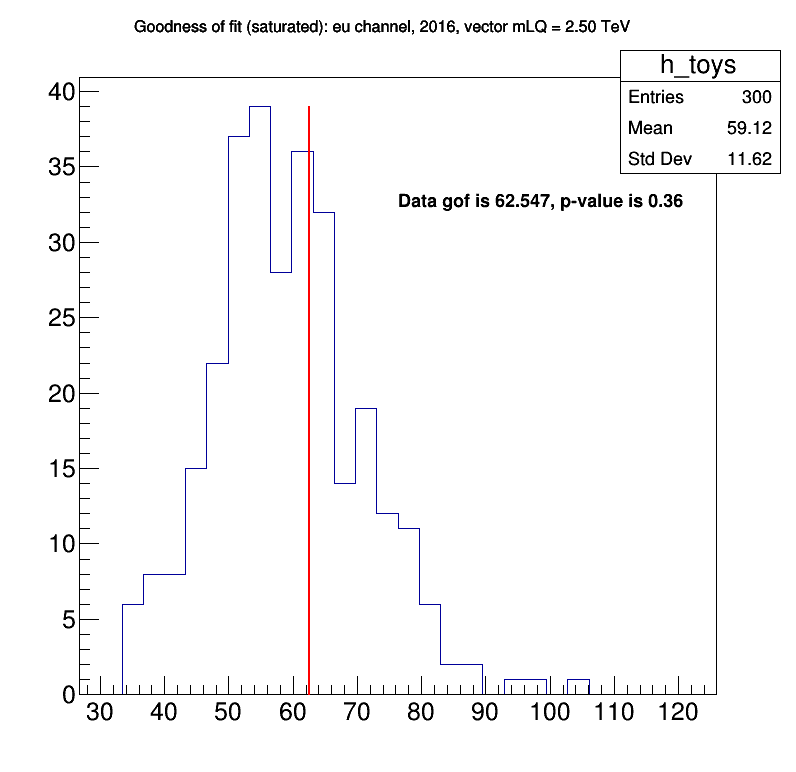 Goodness of fit (saturated): eu channel, 2016, vector mLQ = 2.50 TeV
h_toys
Entries 300
Mean 59.12
Std Dev 11.62
Data gof is 62.547, p-value is 0.36
40
35
30
25
20
15
10
5
0
30 40 50 60 70 80 90 100 110 120